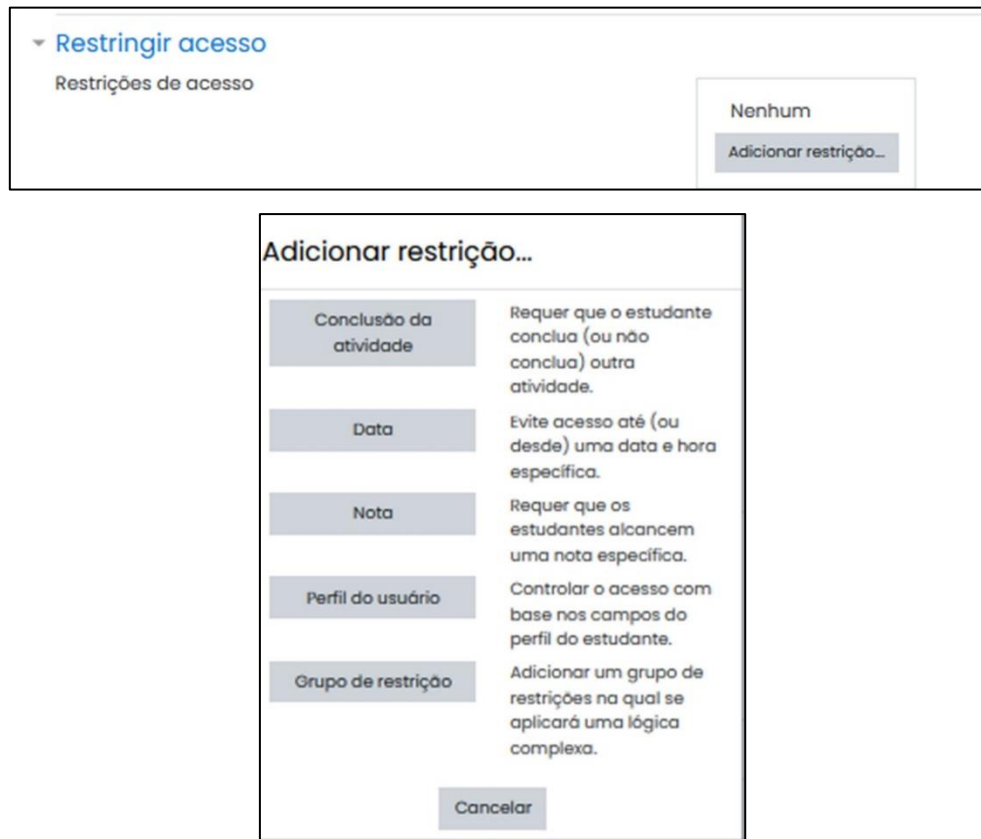 Restringir acesso
Restrições de acesso
Nenhum
Adicionar restrição...
Adicionar restrição...
Conclusão da
atividade
Requer que o estudante
conclua (ou não
conclua) outra
atividade.
Data
Evite acesso até (ou
desde) uma data e hora
específica.
Nota
Requer que os
estudantes alcancem
uma nota específica.
Perfil do usuário
Controlar o acesso com
base nos campos do
perfil do estudante.
Grupo de restrição
Adicionar um grupo de
restrições na qual se
aplicará uma lógica
complexa.
Cancelar